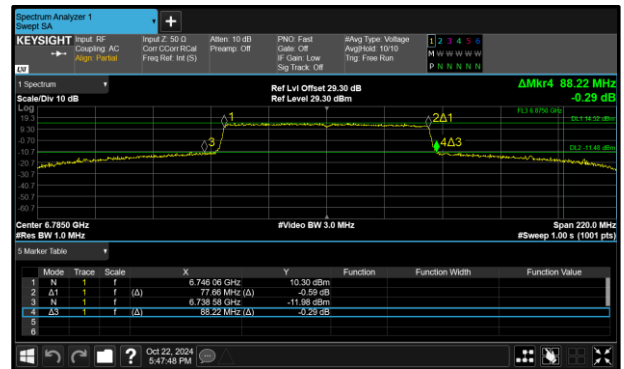 Spectrum Analyzer 1
Swept SA
+
KEYSIGHT Input: RF
Coupling: AC
Align: Partial
Input Z: 50 Ω
Corr CCorr RCal
Freq Ref: Int (S)
Atten: 10 dB
Preamp: Off
PNO: Fast
Gate: Off
IF Gain: Low
Sig Track: Off
#Avg Type: Voltage
Avg|Hold: 10/10
Trig: Free Run
1 2 3 4 5 6
M W W W W W
P N N N N N
LXI
1 Spectrum
Scale/Div 10 dB
Ref Lvl Offset 29.30 dB
Ref Level 29.30 dBm
ΔMkr4 88.22 MHz
-0.29 dB
Log
FL3 6.8750 GHz
19.3
1
2Δ1
DL1 14.52 dBm
9.30
-0.70
3
4Δ3
-10.7
DL2 -11.48 dBm
-20.7
-30.7
-40.7
-50.7
-60.7
Center 6.7850 GHz
#Video BW 3.0 MHz
Span 220.0 MHz
#Res BW 1.0 MHz
#Sweep 1.00 s (1001 pts)
5 Marker Table
Mode Trace Scale X Y Function Function Width Function Value
1 N 1 f 6.746 06 GHz 10.30 dBm
2 Δ1 1 f (Δ) 77.66 MHz (Δ) -0.59 dB
3 N 1 f 6.738 58 GHz -11.98 dBm
4 Δ3 1 f (Δ) 88.22 MHz (Δ) -0.29 dB
5
6
?
Oct 22, 2024
5:47:48 PM